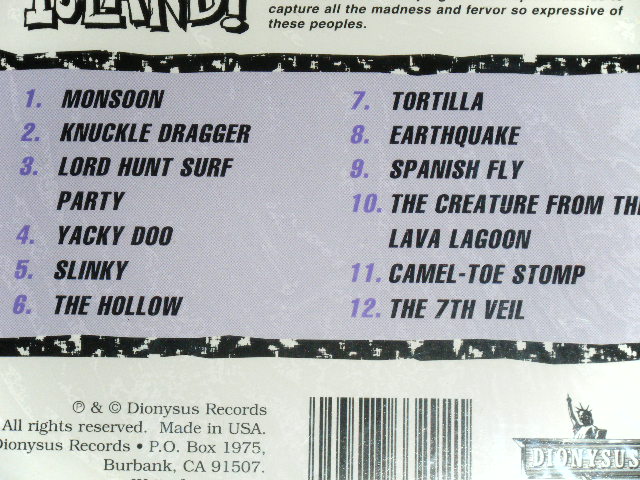 ISLAND!
capture all the madness and fervor so expressive of
these peoples.
1. MONSOON
2. KNUCKLE DRAGGER
3. LORD HUNT SURF
PARTY
4. YACKY DOO
5. SLINKY
6. THE HOLLOW
7. TORTILLA
8. EARTHQUAKE
9. SPANISH FLY
10. THE CREATURE FROM THE
LAVA LAGOON
11. CAMEL-TOE STOMP
12. THE 7TH VEIL
℗ & © Dionysus Records
All rights reserved. Made in USA.
Dionysus Records • P.O. Box 1975,
Burbank, CA 91507.
DIONYSUS